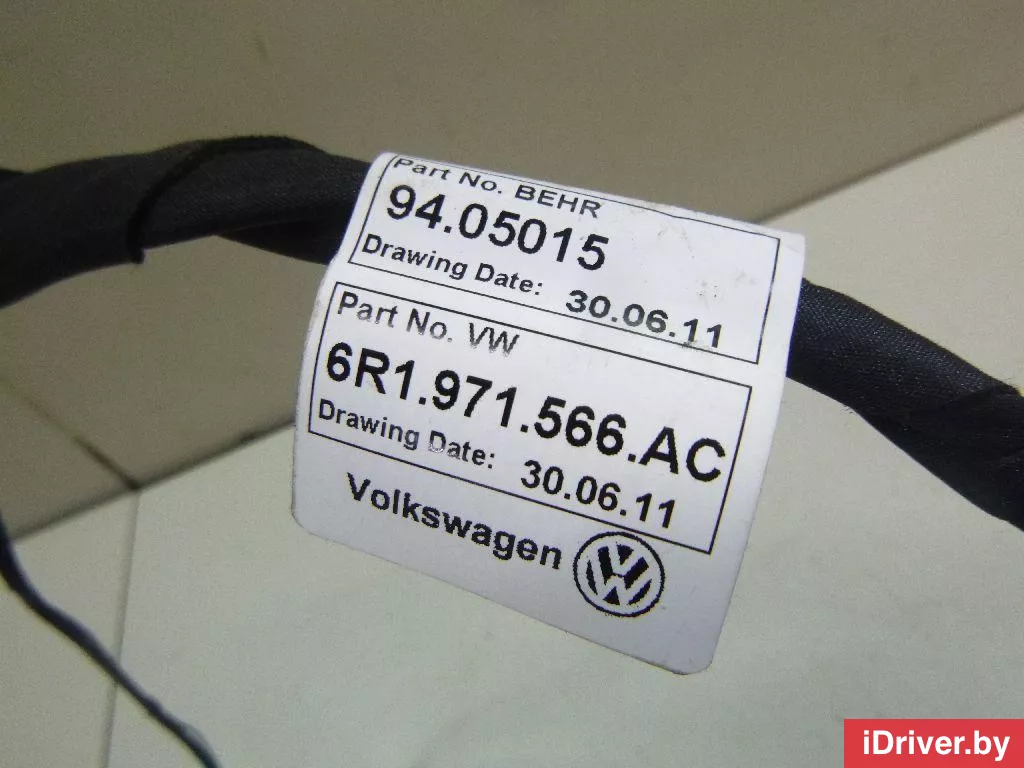 Part No. BEHR
94.05015
Drawing Date: 30.06.11
Part No. VW
6R1.971.566.AC
Drawing Date: 30.06.11
Volkswagen
iDriver.by